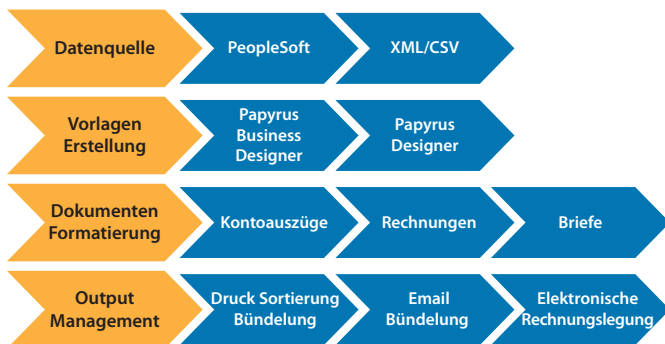 Datenquelle
PeopleSoft
XML/CSV
Vorlagen
Erstellung
Papyrus
Business
Designer
Papyrus
Designer
Dokumenten
Formatierung
Kontoauszüge
Rechnungen
Briefe
Output
Management
Druck Sortierung
Bündelung
Email
Bündelung
Elektronische
Rechnungslegung